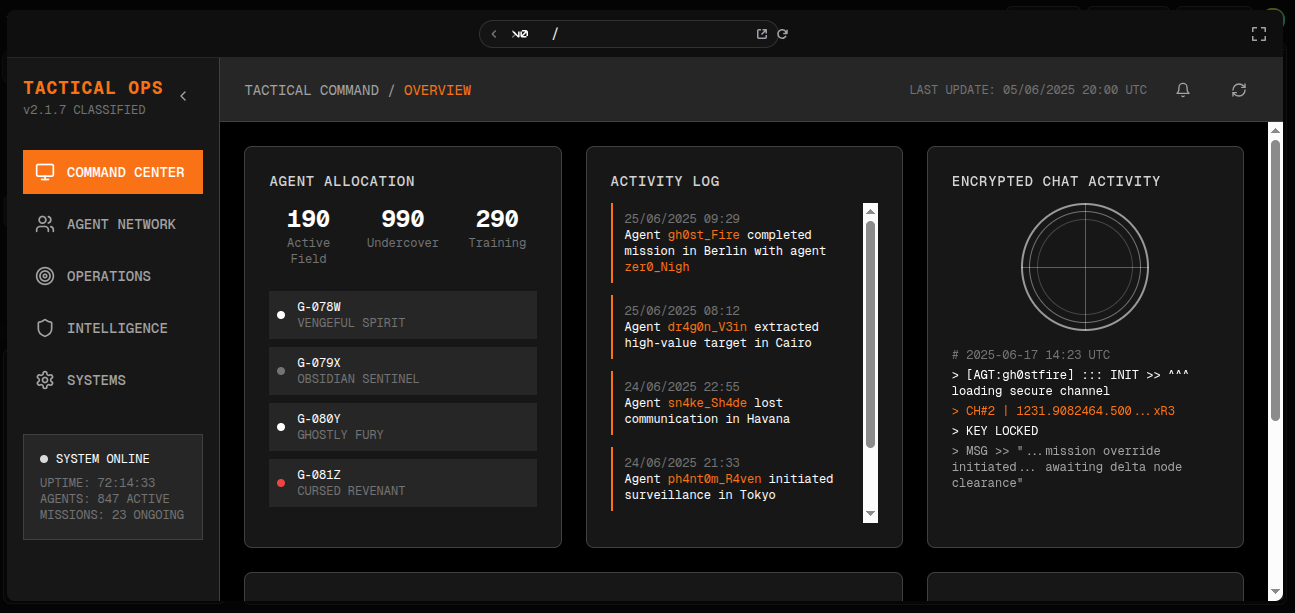 v0 /
TACTICAL OPS
v2.1.7 CLASSIFIED
COMMAND CENTER
AGENT NETWORK
OPERATIONS
INTELLIGENCE
SYSTEMS
SYSTEM ONLINE
UPTIME: 72:14:33
AGENTS: 847 ACTIVE
MISSIONS: 23 ONGOING
TACTICAL COMMAND / OVERVIEW
LAST UPDATE: 05/06/2025 20:00 UTC
AGENT ALLOCATION
190 990 290
Active Undercover Training
Field
G-078W
VENGEFUL SPIRIT
G-079X
OBSIDIAN SENTINEL
G-080Y
GHOSTLY FURY
G-081Z
CURSED REVENANT
ACTIVITY LOG
25/06/2025 09:29
Agent gh0st_Fire completed
mission in Berlin with agent
zer0_Nigh
25/06/2025 08:12
Agent dr4g0n_V3in extracted
high-value target in Cairo
24/06/2025 22:55
Agent sn4ke_Sh4de lost
communication in Havana
24/06/2025 21:33
Agent ph4nt0m_R4ven initiated
surveillance in Tokyo
ENCRYPTED CHAT ACTIVITY
# 2025-06-17 14:23 UTC
> [AGT:gh0stfire] ::: INIT >> ^^^
loading secure channel
> CH#2 | 1231.9082464.500...xR3
> KEY LOCKED
> MSG >> "...mission override
initiated... awaiting delta node
clearance"